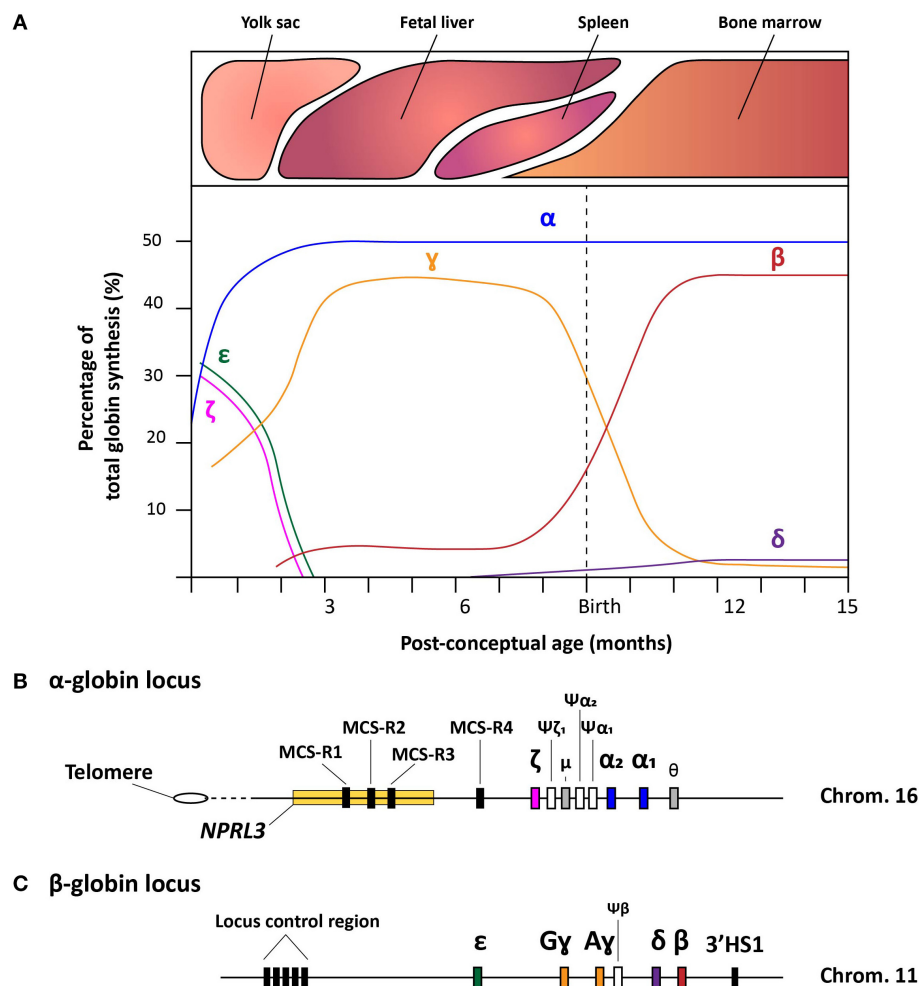 A
Yolk sac
Fetal liver
Spleen
Bone marrow
Percentage of
total globin synthesis (%)
50
40
30
20
10
α
ɣ
β
ε
ζ
δ
3
6
Birth
12
15
Post-conceptual age (months)
B α-globin locus
Ψα₂
MCS-R2
MCS-R4
Ψζ₁
Ψα₁
MCS-R1
MCS-R3
ζ
μ
α₂
α₁
θ
Telomere
Chrom. 16
NPRL3
C β-globin locus
Locus control region
Ψβ
ε
Gɣ
Aɣ
δ
β
3'HS1
Chrom. 11